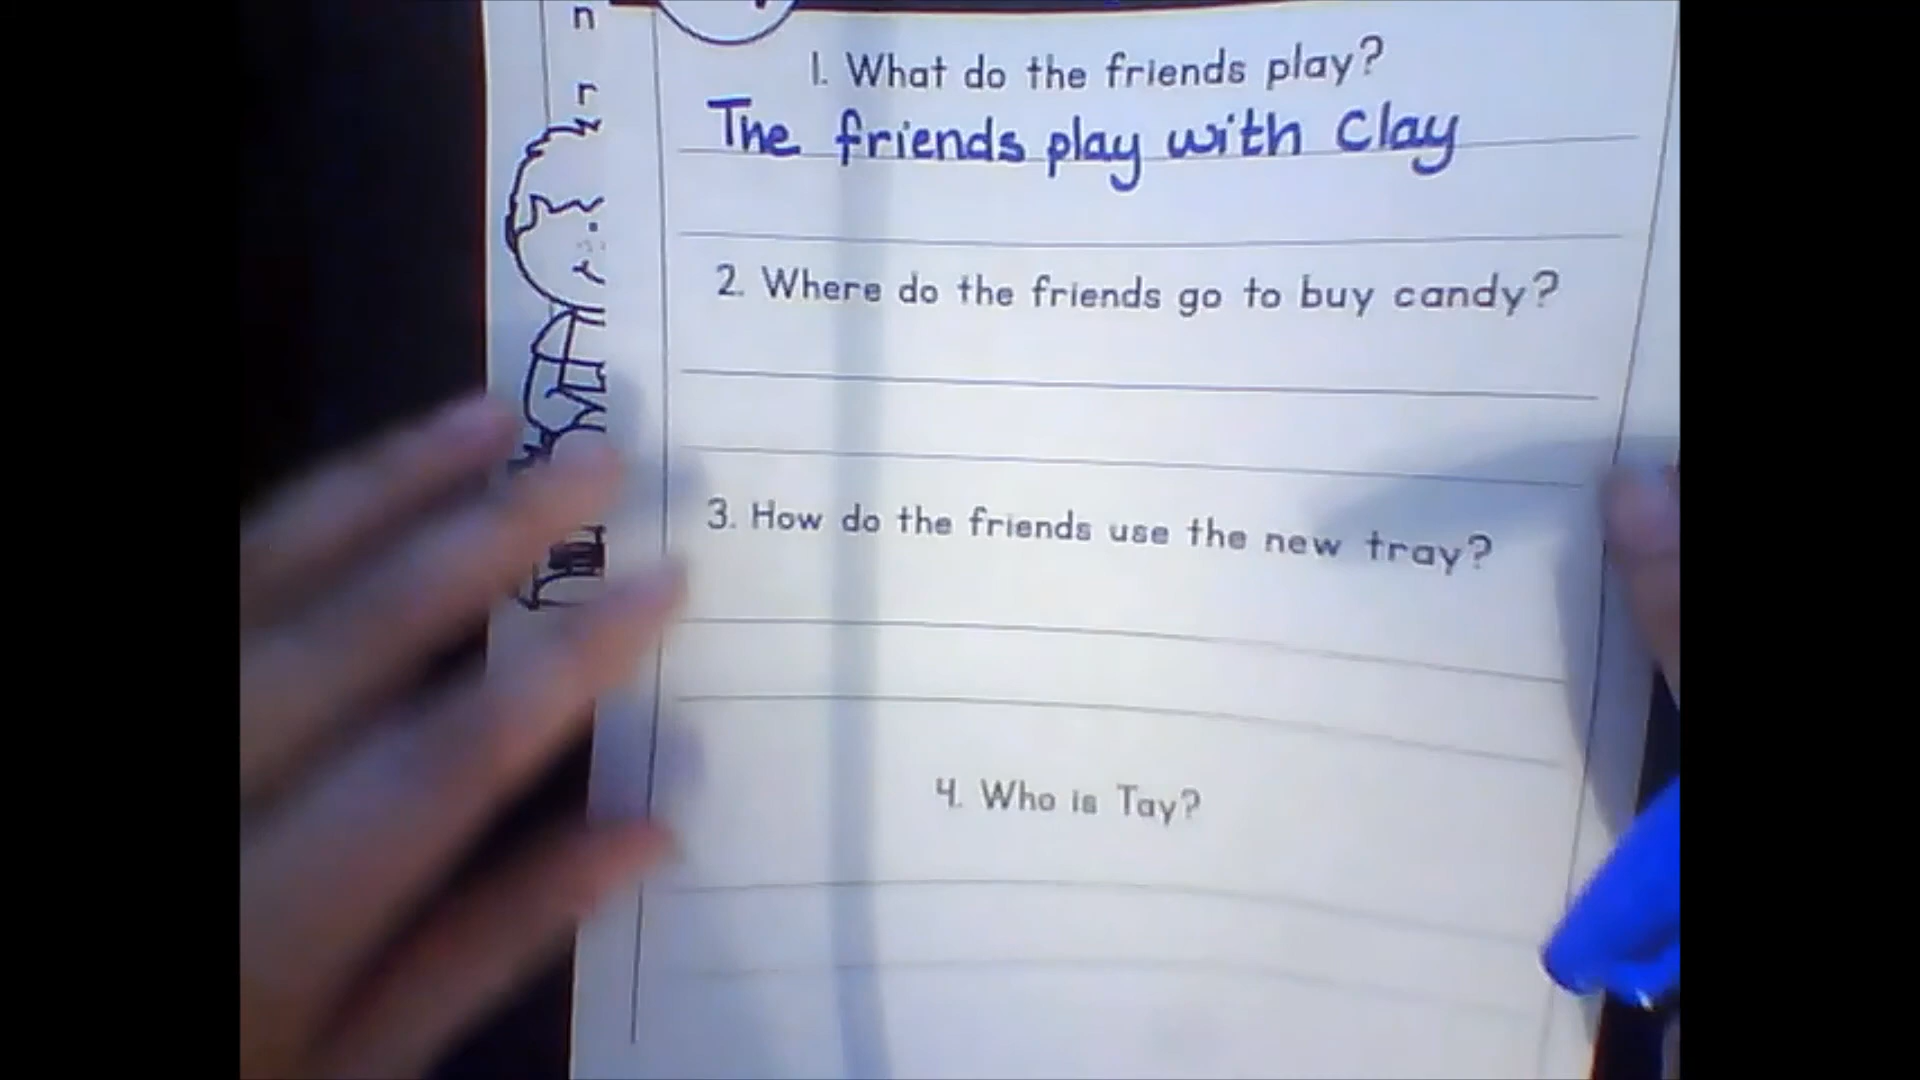 n
r
1. What do the friends play?
The friends play with Clay
2. Where do the friends go to buy candy?
3. How do the friends use the new tray?
4. Who is Tay?